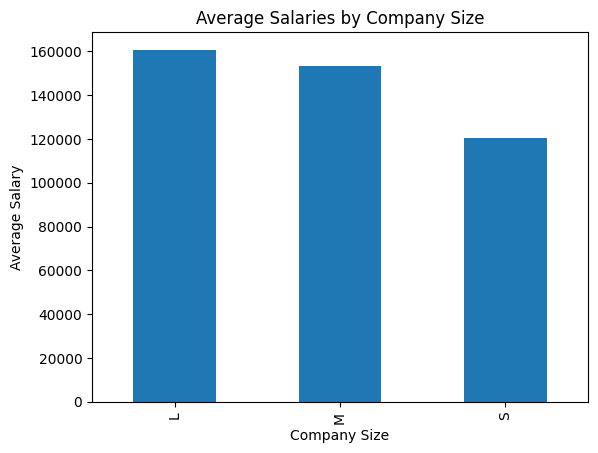 Average Salaries by Company Size
Average Salary
160000
140000
120000
100000
80000
60000
40000
20000
0
L
M
S
Company Size